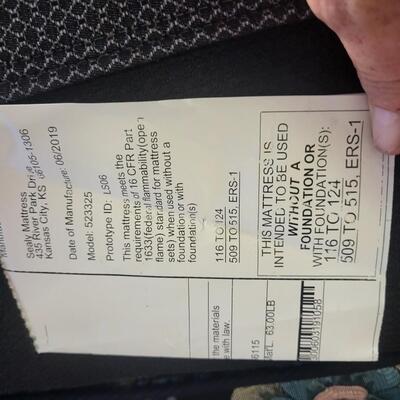 Sealy Mattress
435 River Park Drive
Kansas City, KS 66105-1306
Date of Manufacture: 06/2019
Model: 523325
Prototype ID: L506
This mattress meets the
requirements of 16 CFR Part
1633(federal flammability(open
flame) standard for mattress
sets) when used without a
foundation or with
foundation(s)
116 TO 124
509 TO 515, ERS-1
THIS MATTRESS IS
INTENDED TO BE USED
WITHOUT A
FOUNDATION OR
WITH FOUNDATION(S):
116 TO 124
509 TO 515, ERS-1
the materials
with law.
6115
Mat'L 63.00LB